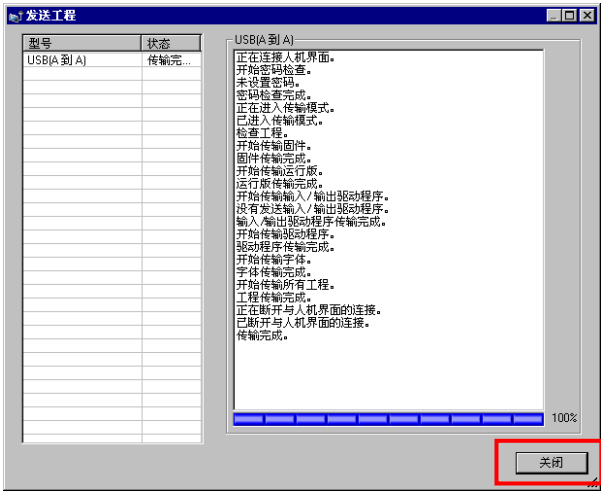 发送工程
型号 状态
USB(A 到 A) 传输完...
USB(A 到 A)
正在连接人机界面。
开始密码检查。
未设置密码。
密码检查完成。
正在进入传输模式。
已进入传输模式。
检查工程。
开始传输固件。
固件传输完成。
开始传输运行版。
运行版传输完成。
开始传输输入/输出驱动程序。
没有发送输入/输出驱动程序。
输入/输出驱动程序传输完成。
开始传输驱动程序。
驱动程序传输完成。
开始传输字体。
字体传输完成。
开始传输所有工程。
工程传输完成。
正在断开与人机界面的连接。
已断开与人机界面的连接。
传输完成。
100%
关闭